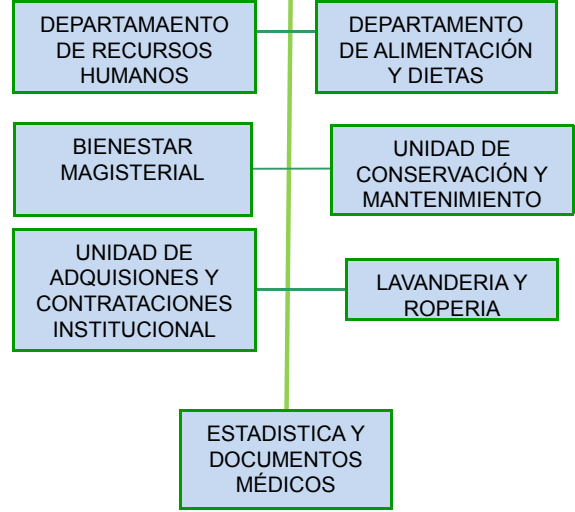 DEPARTAMAENTO
DE RECURSOS
HUMANOS
DEPARTAMENTO
DE ALIMENTACIÓN
Y DIETAS
BIENESTAR
MAGISTERIAL
UNIDAD DE
CONSERVACIÓN Y
MANTENIMIENTO
UNIDAD DE
ADQUISIONES Y
CONTRATACIONES
INSTITUCIONAL
LAVANDERIA Y
ROPERIA
ESTADISTICA Y
DOCUMENTOS
MÉDICOS